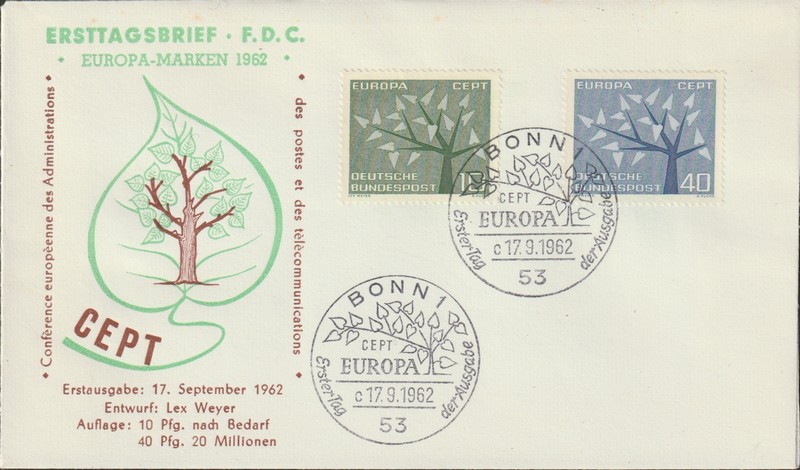 ERSTTAGSBRIEF · F.D.C.
· EUROPA-MARKEN 1962 ·
· Conférence européenne des Administrations ·
· des postes et des télécommunications ·
CEPT
Erstausgabe: 17. September 1962
Entwurf: Lex Weyer
Auflage: 10 Pfg. nach Bedarf
40 Pfg. 20 Millionen
EUROPA CEPT
DEUTSCHE
BUNDESPOST 10
LEX WEYER
EUROPA CEPT
DEUTSCHE
BUNDESPOST 40
BONN 1
CEPT
EUROPA
c 17.9.1962
Erster Tag der Ausgabe
53
BONN 1
CEPT
EUROPA
c 17.9.1962
Erster Tag der Ausgabe
53